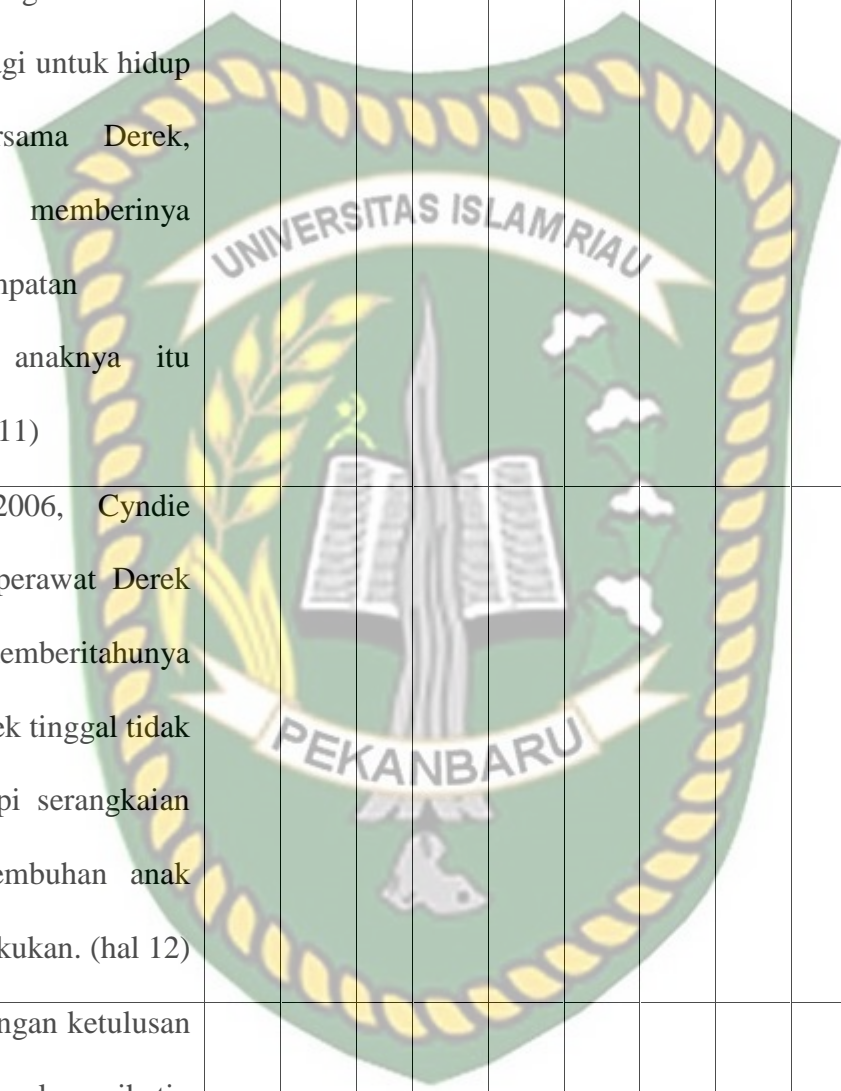 gi untuk hidup
rsama Derek,
memberinya
UNIVERSITAS ISLAM RIAU
npatan
anaknya itu
11)
2006, Cyndie
perawat Derek
emberitahunya
ek tinggal tidak
PEKANBARU
pi serangkaian
embuhan anak
kukan. (hal 12)
ngan ketulusan